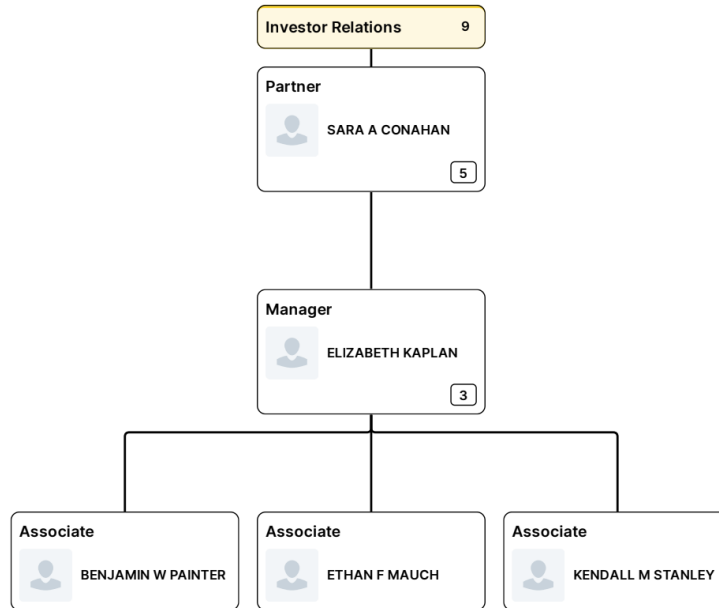 Investor Relations 9
Partner
SARA A CONAHAN
5
Manager
ELIZABETH KAPLAN
3
Associate
BENJAMIN W PAINTER
Associate
ETHAN F MAUCH
Associate
KENDALL M STANLEY